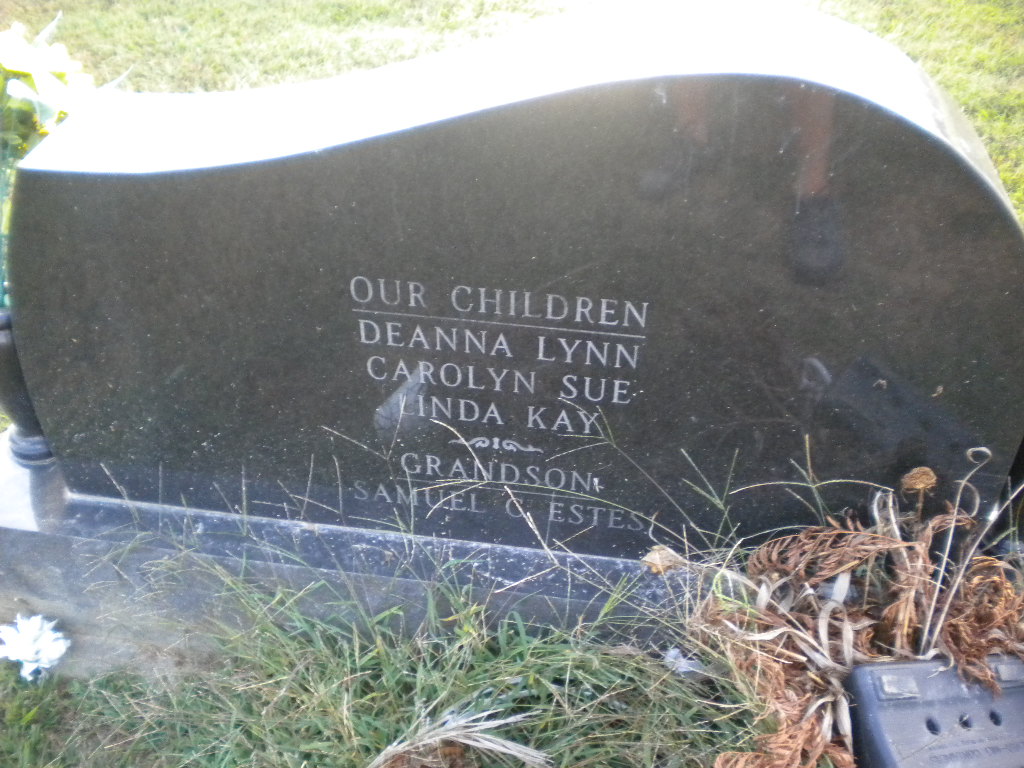 OUR CHILDREN
DEANNA LYNN
CAROLYN SUE
LINDA KAY
GRANDSON
SAMUEL C ESTES